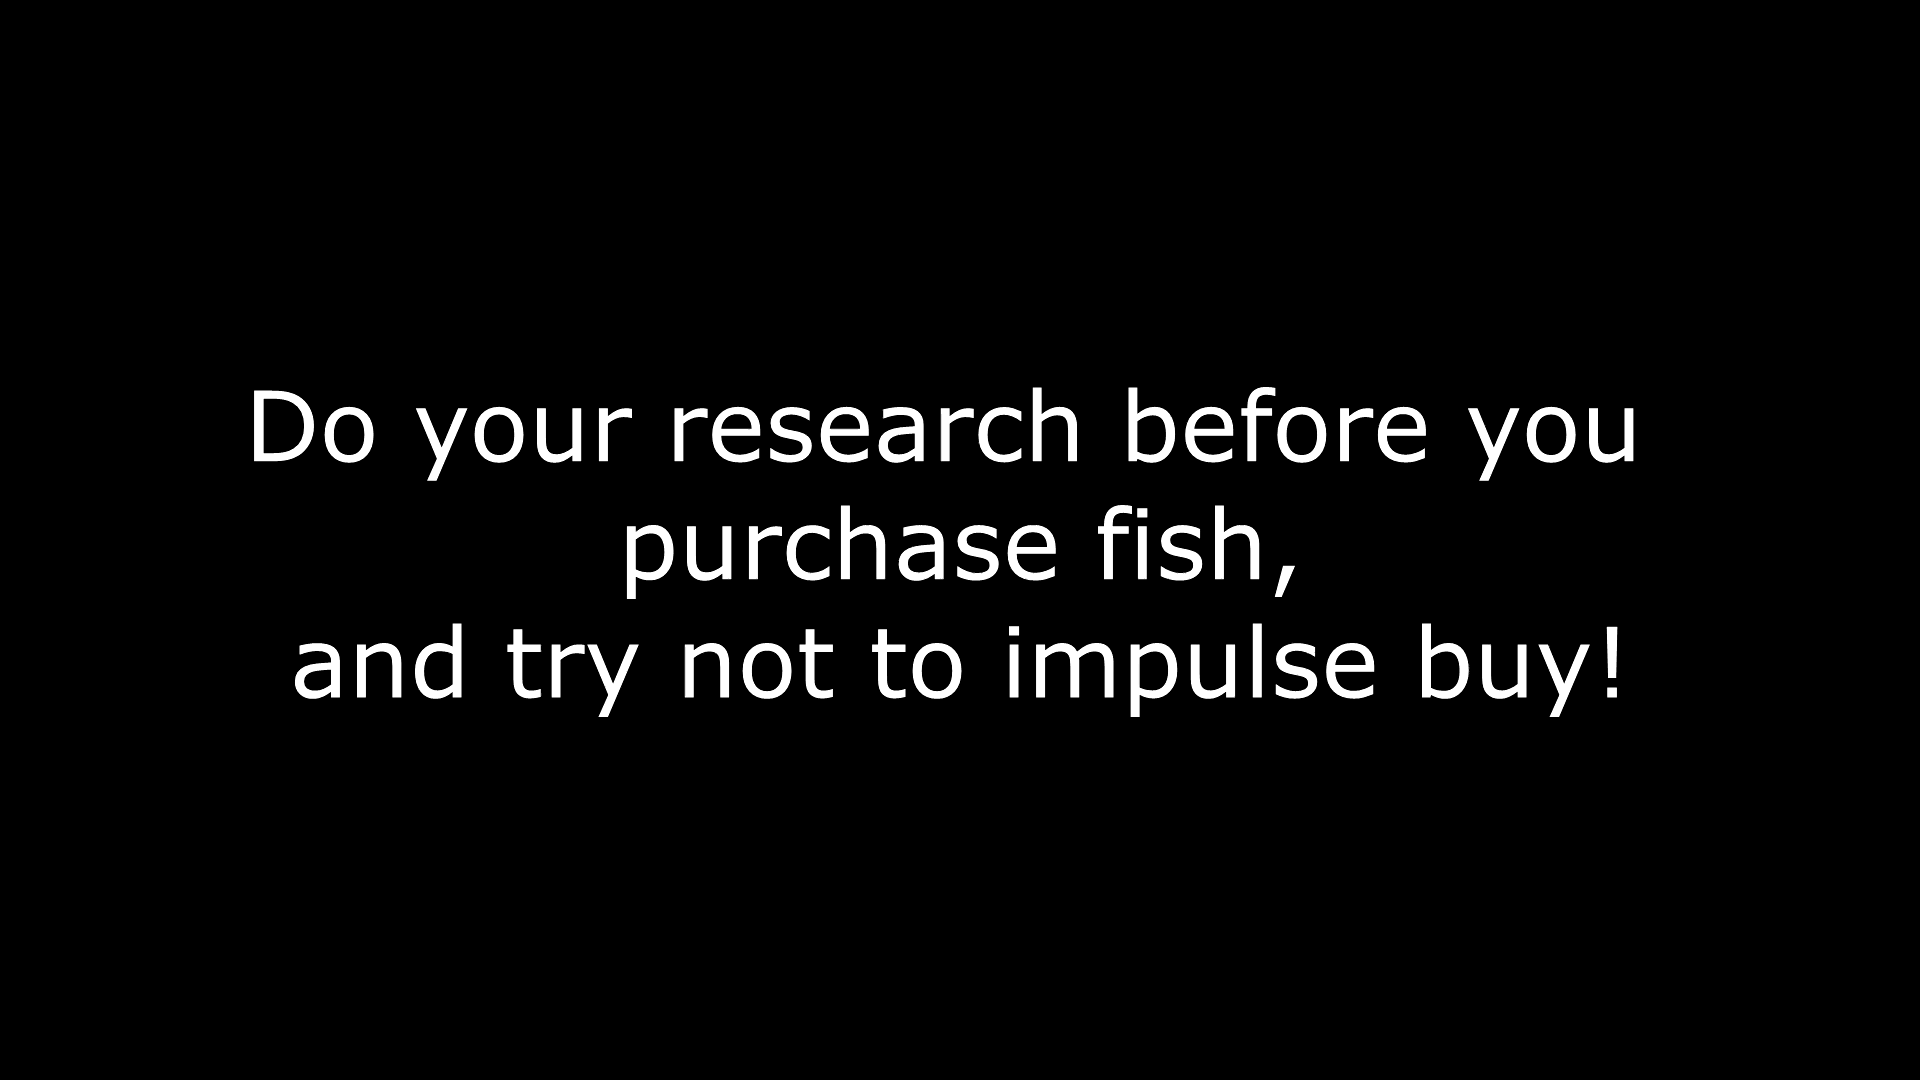 Do your research before you
purchase fish,
and try not to impulse buy!